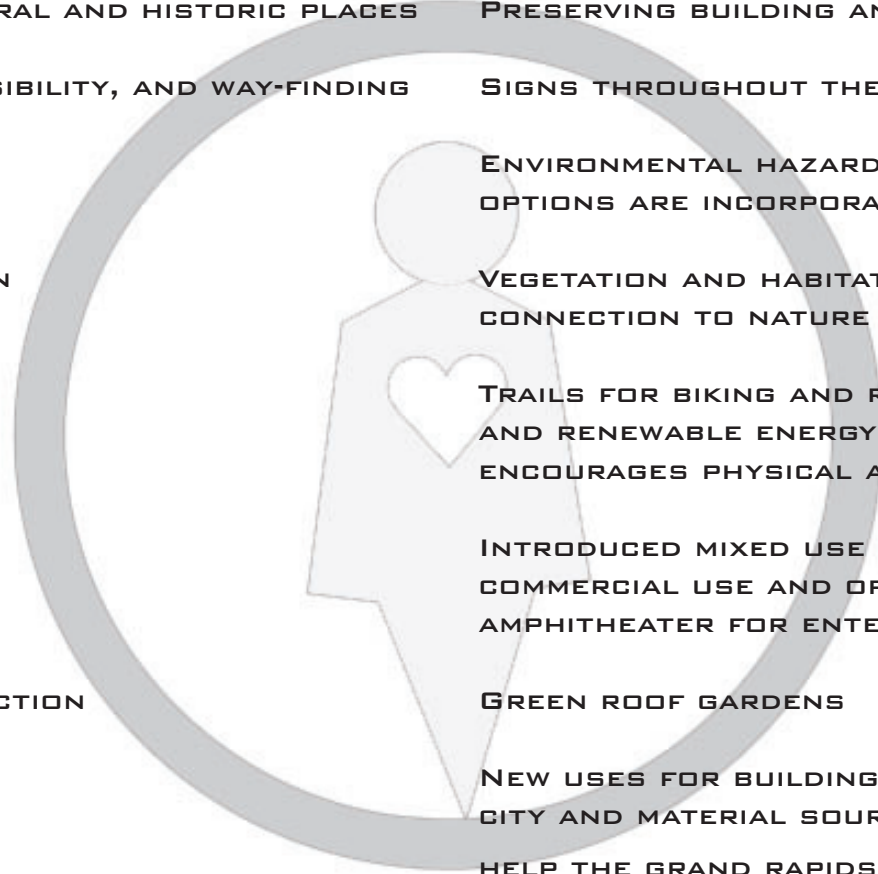 RAL AND HISTORIC PLACES PRESERVING BUILDING AN
SIBILITY, AND WAY-FINDING SIGNS THROUGHOUT THE
ENVIRONMENTAL HAZARD
OPTIONS ARE INCORPORA
N VEGETATION AND HABITAT
CONNECTION TO NATURE
TRAILS FOR BIKING AND R
AND RENEWABLE ENERGY
ENCOURAGES PHYSICAL A
INTRODUCED MIXED USE
COMMERCIAL USE AND OP
AMPHITHEATER FOR ENTE
CTION GREEN ROOF GARDENS
NEW USES FOR BUILDING
CITY AND MATERIAL SOUR
HELP THE GRAND RAPIDS